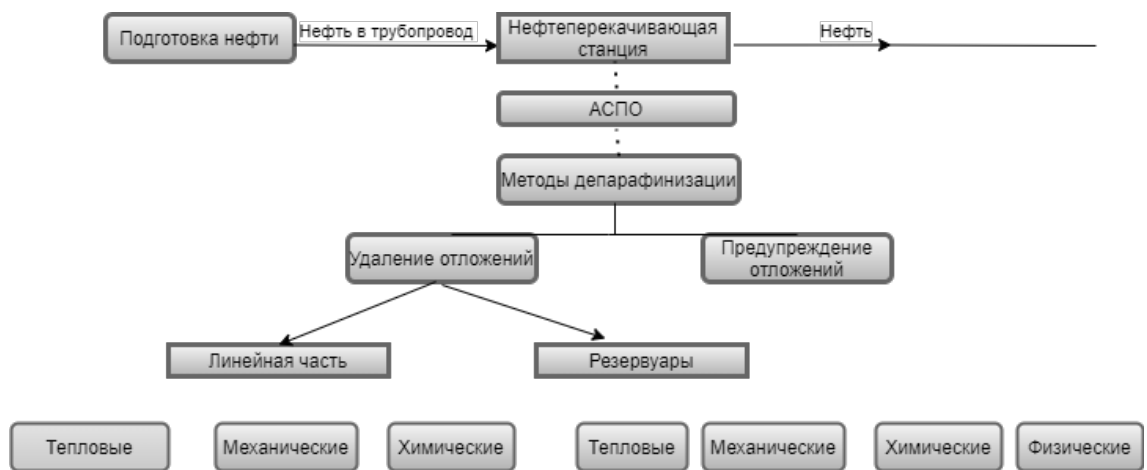 Подготовка нефти
Нефть в трубопровод
Нефтеперекачивающая
станция
Нефть
АСПО
Методы депарафинизации
Удаление отложений
Предупреждение
отложений
Линейная часть
Резервуары
Тепловые
Механические
Химические
Тепловые
Механические
Химические
Физические